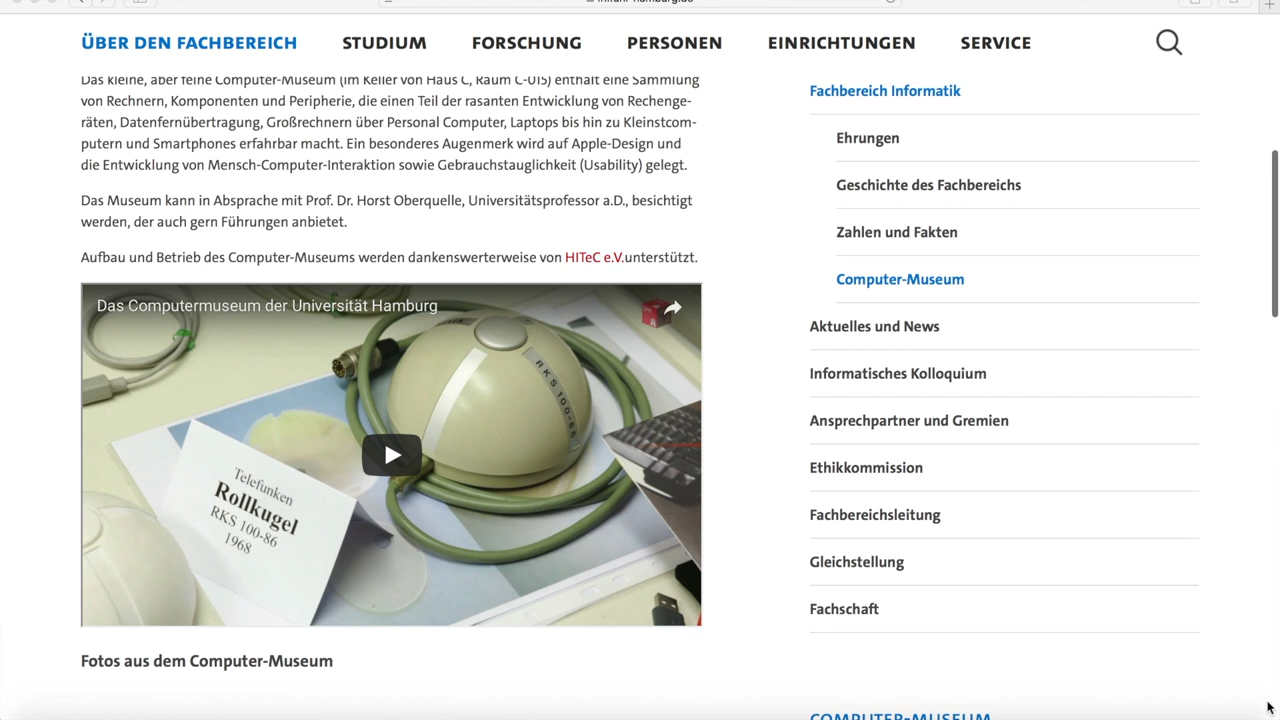 ÜBER DEN FACHBEREICH STUDIUM FORSCHUNG PERSONEN EINRICHTUNGEN SERVICE
Das kleine, aber feine Computer-Museum (im Keller von Haus C, Raum C-015) enthält eine Sammlung
von Rechnern, Komponenten und Peripherie, die einen Teil der rasanten Entwicklung von Rechenge-
räten, Datenfernübertragung, Großrechnern über Personal Computer, Laptops bis hin zu Kleinstcom-
putern und Smartphones erfahrbar macht. Ein besonderes Augenmerk wird auf Apple-Design und
die Entwicklung von Mensch-Computer-Interaktion sowie Gebrauchstauglichkeit (Usability) gelegt.
Das Museum kann in Absprache mit Prof. Dr. Horst Oberquelle, Universitätsprofessor a.D., besichtigt
werden, der auch gern Führungen anbietet.
Aufbau und Betrieb des Computer-Museums werden dankenswerterweise von HITeC e.V.unterstützt.
Das Computermuseum der Universität Hamburg
RKS 100-86
Telefunken
Rollkugel
RKS 100-86
1968
Fotos aus dem Computer-Museum
Fachbereich Informatik
Ehrungen
Geschichte des Fachbereichs
Zahlen und Fakten
Computer-Museum
Aktuelles und News
Informatisches Kolloquium
Ansprechpartner und Gremien
Ethikkommission
Fachbereichsleitung
Gleichstellung
Fachschaft
COMPUTER-MUSEUM